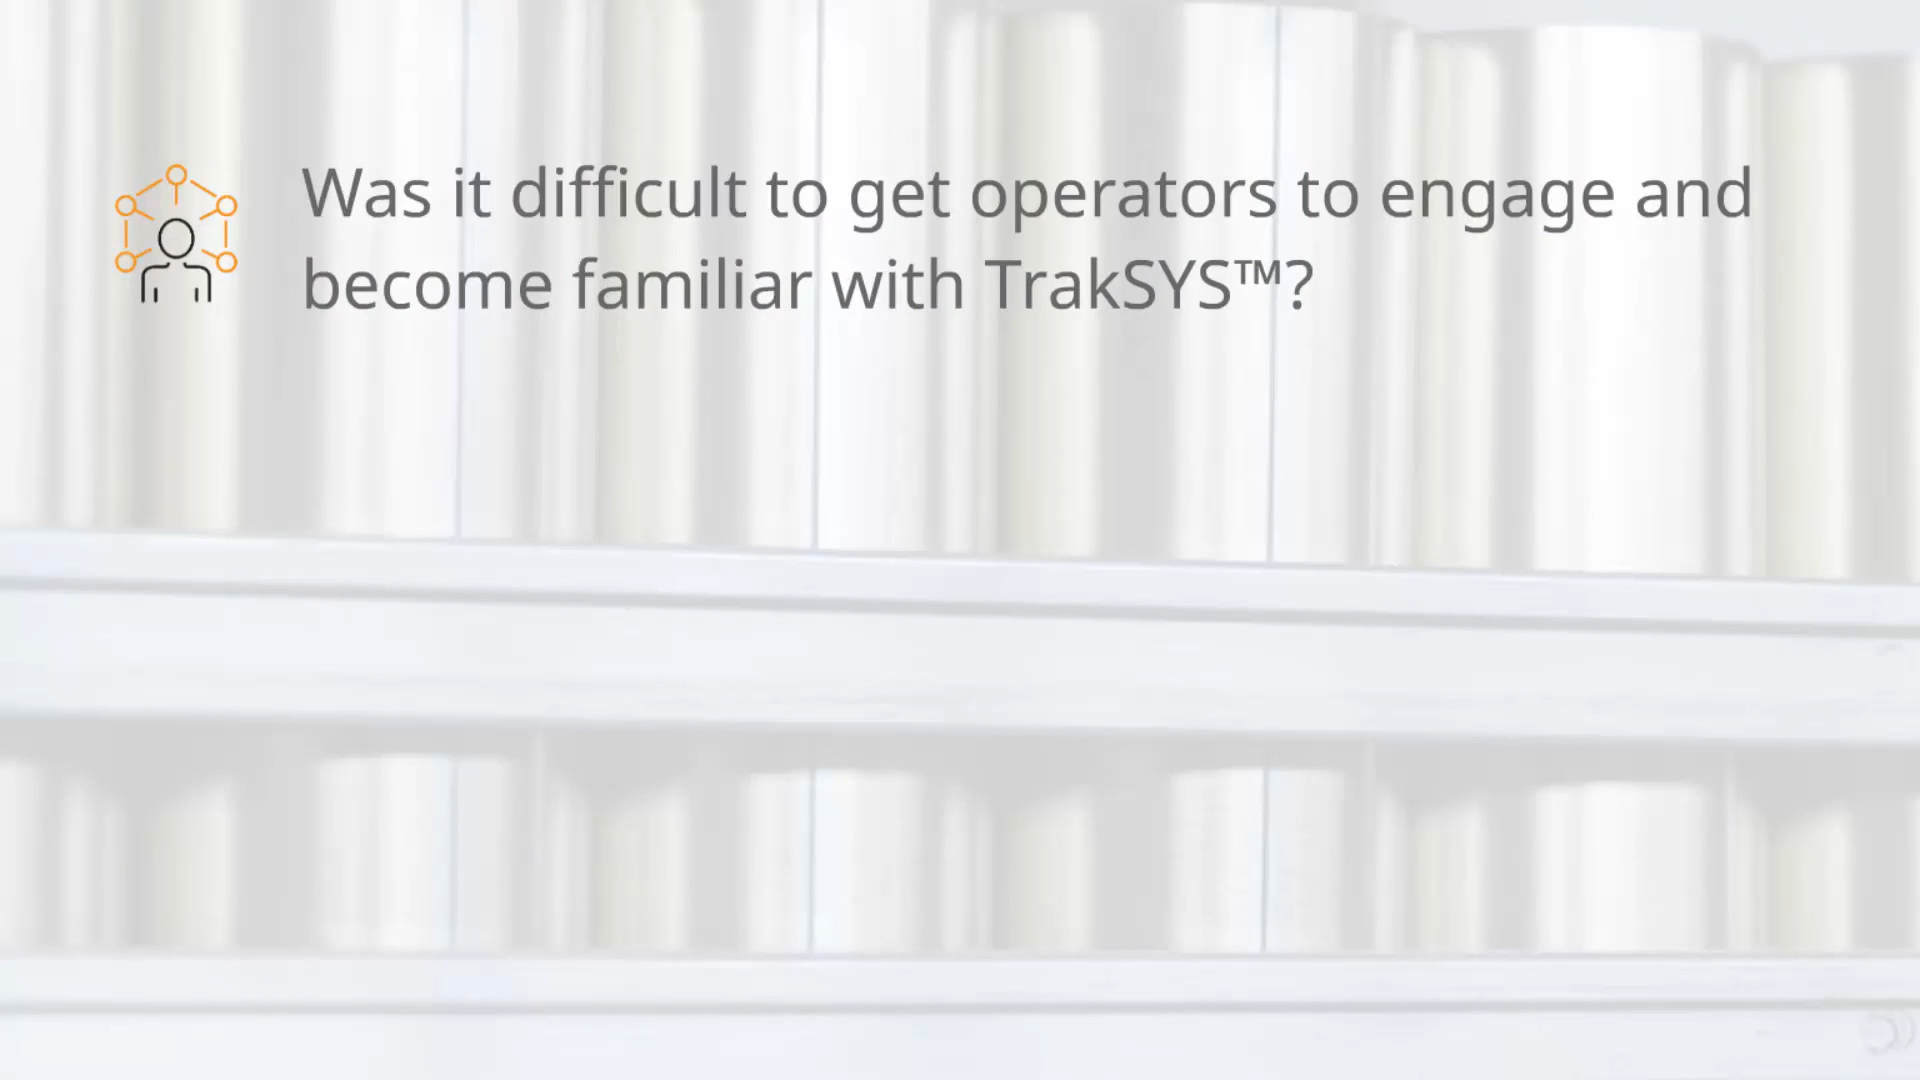 Was it difficult to get operators to engage and
become familiar with TrakSYS™?